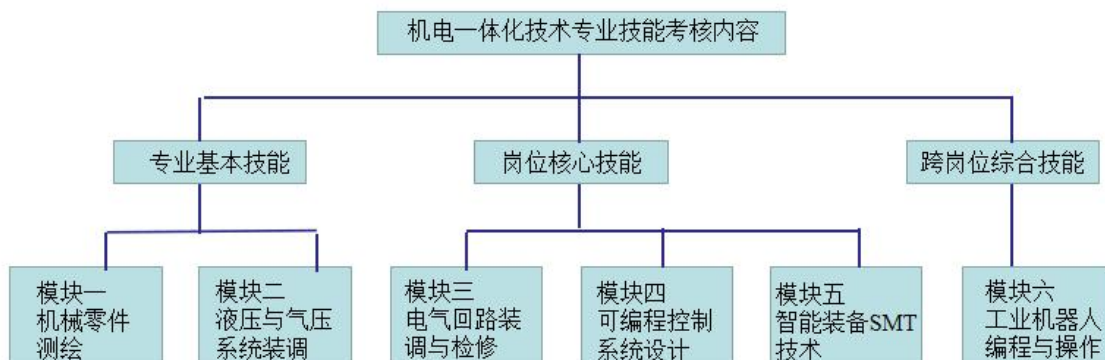 机电一体化技术专业技能考核内容
专业基本技能
岗位核心技能
跨岗位综合技能
模块一
机械零件
测绘
模块二
液压与气压
系统装调
模块三
电气回路装
调与检修
模块四
可编程控制
系统设计
模块五
智能装备SMT
技术
模块六
工业机器人
编程与操作